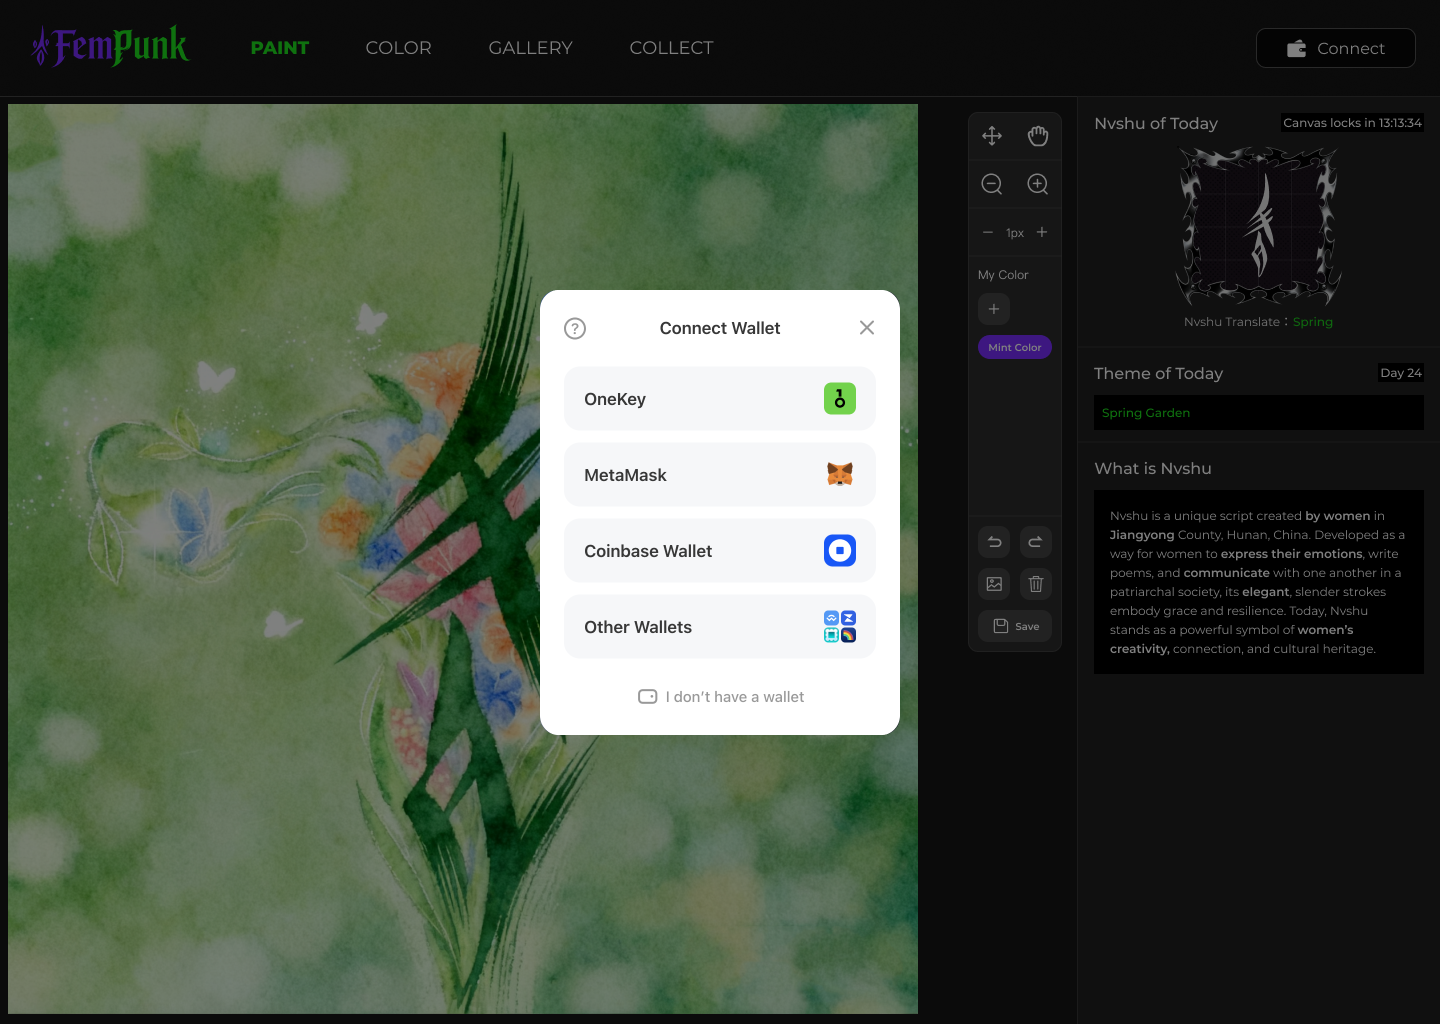 FemPunk
PAINT
COLOR
GALLERY
COLLECT
Connect
Nvshu of Today
Canvas locks in 13:13:34
1px
My Color
Mint Color
Save
Nvshu Translate：Spring
Theme of Today
Day 24
Spring Garden
What is Nvshu
Nvshu is a unique script created by women in
Jiangyong County, Hunan, China. Developed as a
way for women to express their emotions, write
poems, and communicate with one another in a
patriarchal society, its elegant, slender strokes
embody grace and resilience. Today, Nvshu
stands as a powerful symbol of women’s
creativity, connection, and cultural heritage.
Connect Wallet
OneKey
MetaMask
Coinbase Wallet
Other Wallets
I don’t have a wallet